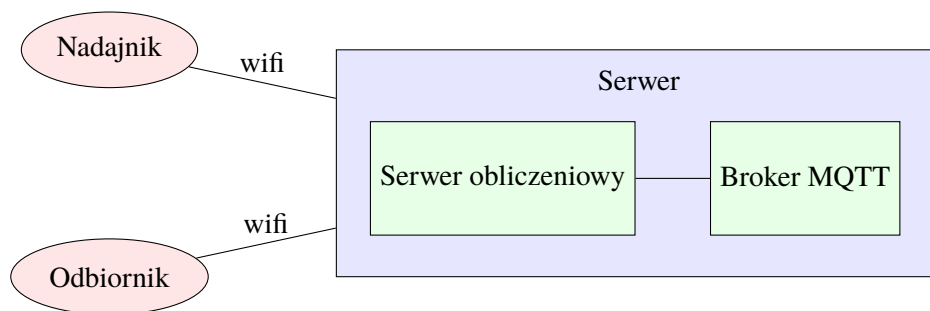 Nadajnik
wifi
Serwer
Serwer obliczeniowy
Broker MQTT
wifi
Odbiornik